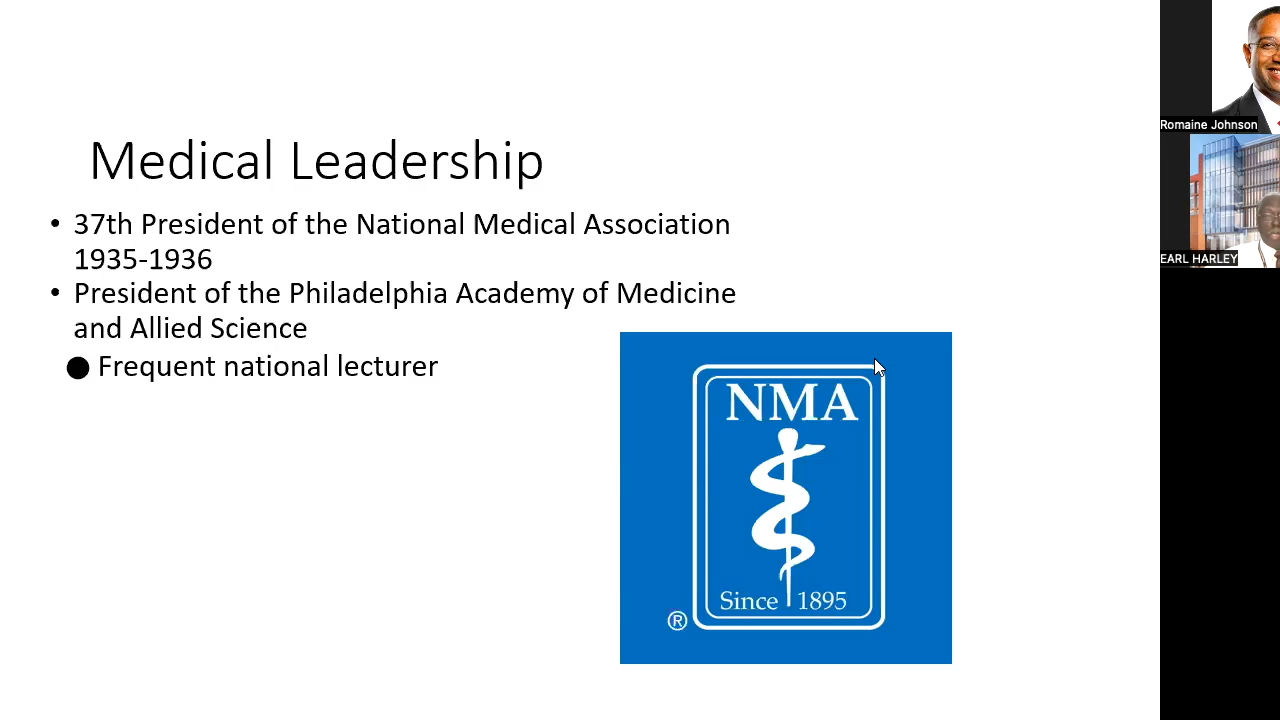 Medical Leadership
• 37th President of the National Medical Association
1935-1936
• President of the Philadelphia Academy of Medicine
and Allied Science
● Frequent national lecturer
NMA
Since 1895
®
Romaine Johnson
EARL HARLEY